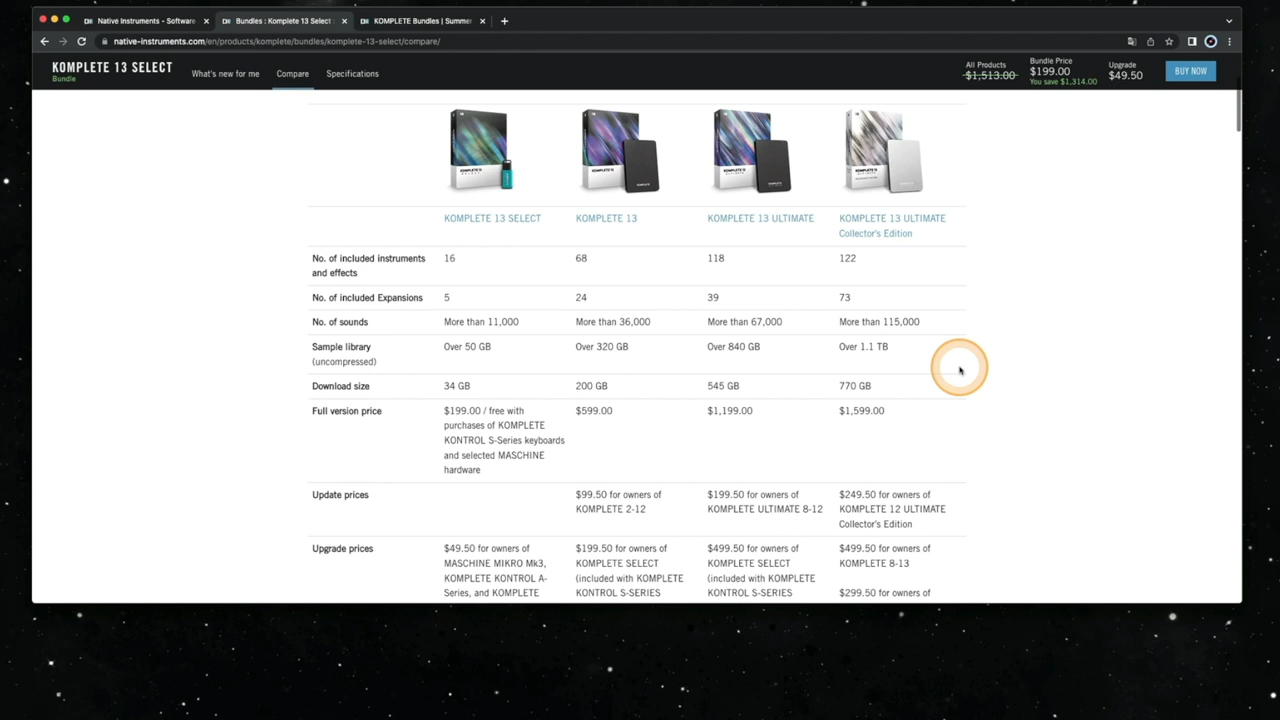 Native Instruments - Software
Bundles : Komplete 13 Select :
KOMPLETE Bundles | Summer
native-instruments.com/en/products/komplete/bundles/komplete-13-select/compare/
KOMPLETE 13 SELECT
Bundle
What's new for me
Compare
Specifications
All Products
$1,513.00
Bundle Price
$199.00
You save $1,314.00
Upgrade
$49.50
BUY NOW
KOMPLETE 13 SELECT
KOMPLETE 13
KOMPLETE 13 ULTIMATE
KOMPLETE 13 ULTIMATE
Collector's Edition
No. of included instruments
and effects
16
68
118
122
No. of included Expansions
5
24
39
73
No. of sounds
More than 11,000
More than 36,000
More than 67,000
More than 115,000
Sample library
(uncompressed)
Over 50 GB
Over 320 GB
Over 840 GB
Over 1.1 TB
Download size
34 GB
200 GB
545 GB
770 GB
Full version price
$199.00 / free with
purchases of KOMPLETE
KONTROL S-Series keyboards
and selected MASCHINE
hardware
$599.00
$1,199.00
$1,599.00
Update prices
$99.50 for owners of
KOMPLETE 2-12
$199.50 for owners of
KOMPLETE ULTIMATE 8-12
$249.50 for owners of
KOMPLETE 12 ULTIMATE
Collector's Edition
Upgrade prices
$49.50 for owners of
MASCHINE MIKRO Mk3,
KOMPLETE KONTROL A-
Series, and KOMPLETE
$199.50 for owners of
KOMPLETE SELECT
(included with KOMPLETE
KONTROL S-SERIES
$499.50 for owners of
KOMPLETE SELECT
(included with KOMPLETE
KONTROL S-SERIES
$499.50 for owners of
KOMPLETE 8-13
$299.50 for owners of